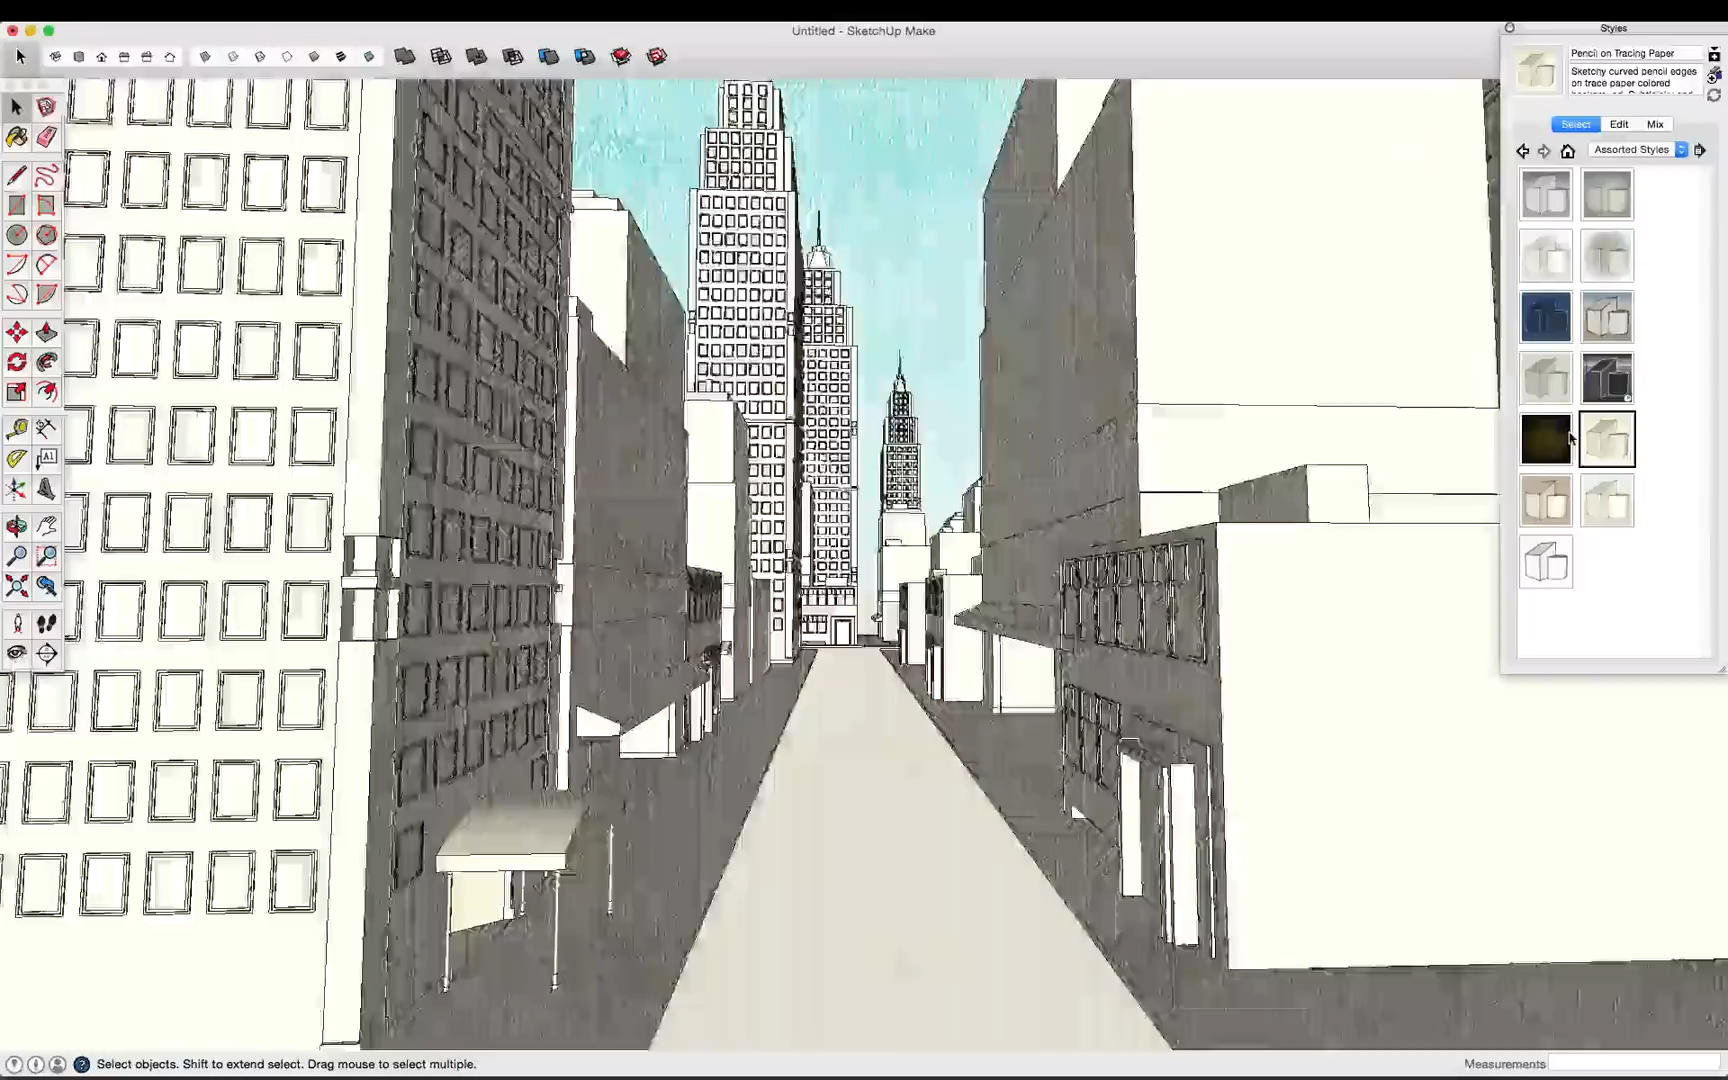 Untitled - SketchUp Make
Styles
Pencil on Tracing Paper
Sketchy curved pencil edges
on trace paper colored
Select Edit Mix
Assorted Styles
A1
Select objects. Shift to extend select. Drag mouse to select multiple.
Measurements